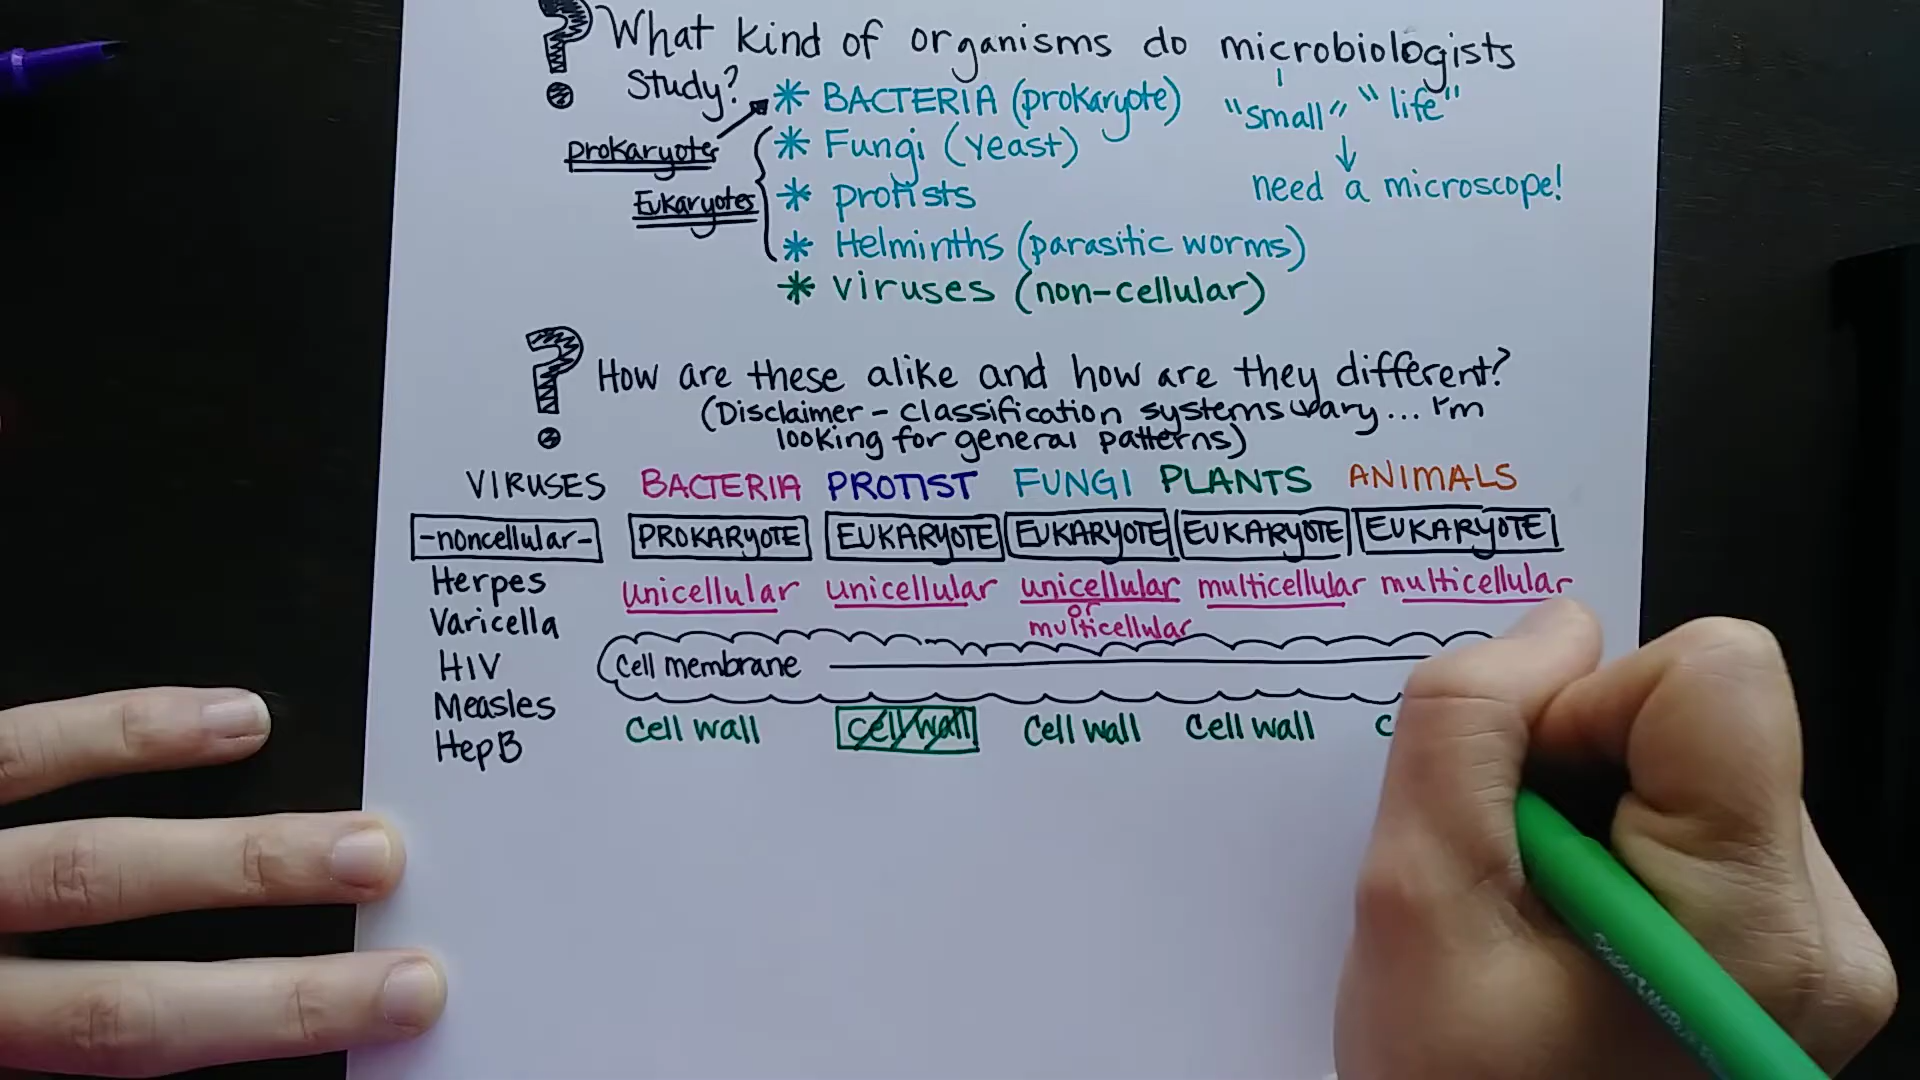 What kind of organisms do microbiologists
Study?
* BACTERIA (prokaryote)
"small" "life"
prokaryotes
* Fungi (yeast)
need a microscope!
Eukaryotes
* protists
* Helminths (parasitic worms)
* Viruses (non-cellular)
? How are these alike and how are they different?
(Disclaimer - classification systems vary... I'm
looking for general patterns)
VIRUSES BACTERIA PROTIST FUNGI PLANTS ANIMALS
-noncellular- PROKARYOTE EUKARYOTE EUKARYOTE EUKARYOTE EUKARYOTE
Herpes unicellular unicellular unicellular multicellular multicellular
or
Varicella multicellular
HIV Cell membrane
Measles Cell wall cell wall Cell wall Cell wall C
HepB